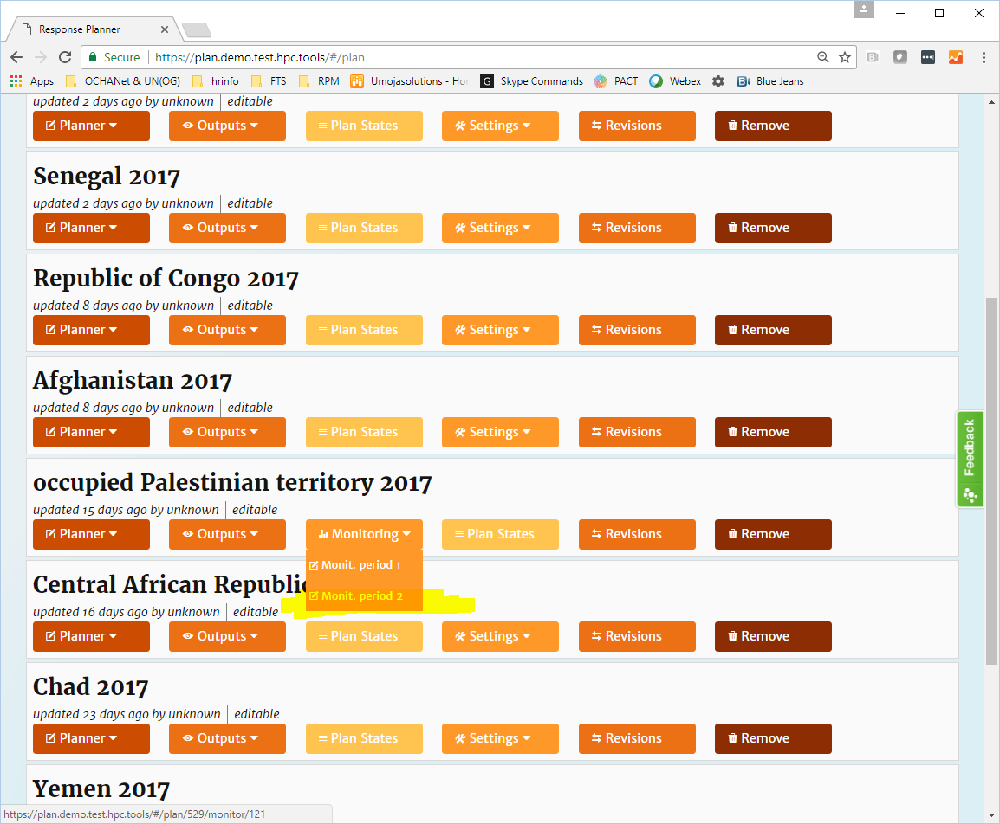 Response Planner
Secure https://plan.demo.test.hpc.tools/#/plan
Apps OCHANet & UN(OG) hrinfo FTS RPM Umojasolutions - Hor G Skype Commands PACT Webex Blue Jeans
updated 2 days ago by unknown editable
Planner Outputs Plan States Settings Revisions Remove
Senegal 2017
updated 2 days ago by unknown editable
Planner Outputs Plan States Settings Revisions Remove
Republic of Congo 2017
updated 8 days ago by unknown editable
Planner Outputs Plan States Settings Revisions Remove
Afghanistan 2017
updated 8 days ago by unknown editable
Planner Outputs Plan States Settings Revisions Remove
Feedback
occupied Palestinian territory 2017
updated 15 days ago by unknown editable
Planner Outputs Monitoring Plan States Revisions Remove
Monit. period 1
Monit. period 2
Central African Republic
updated 16 days ago by unknown editable
Planner Outputs Plan States Settings Revisions Remove
Chad 2017
updated 23 days ago by unknown editable
Planner Outputs Plan States Settings Revisions Remove
Yemen 2017
https://plan.demo.test.hpc.tools/#/plan/529/monitor/121